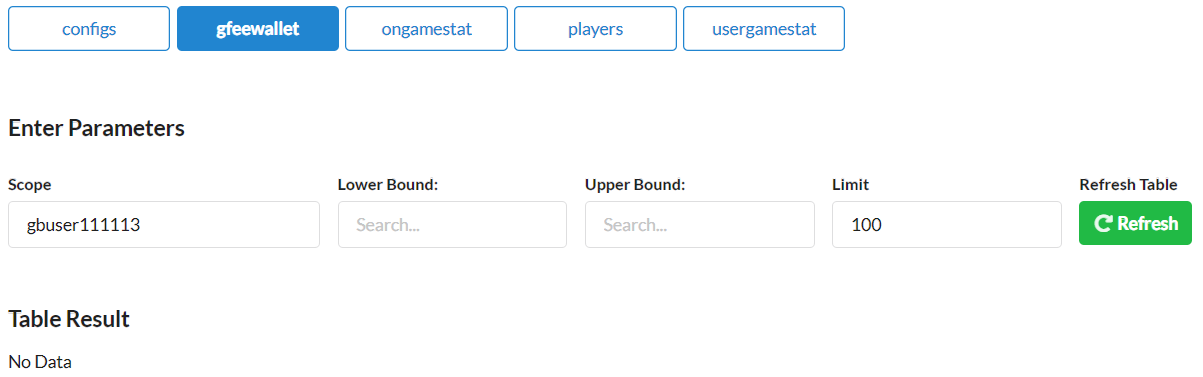 configs gfeewallet ongamestat players usergamestat
Enter Parameters
Scope Lower Bound: Upper Bound: Limit Refresh Table
gbuser111113 Search... Search... 100 Refresh
Table Result
No Data